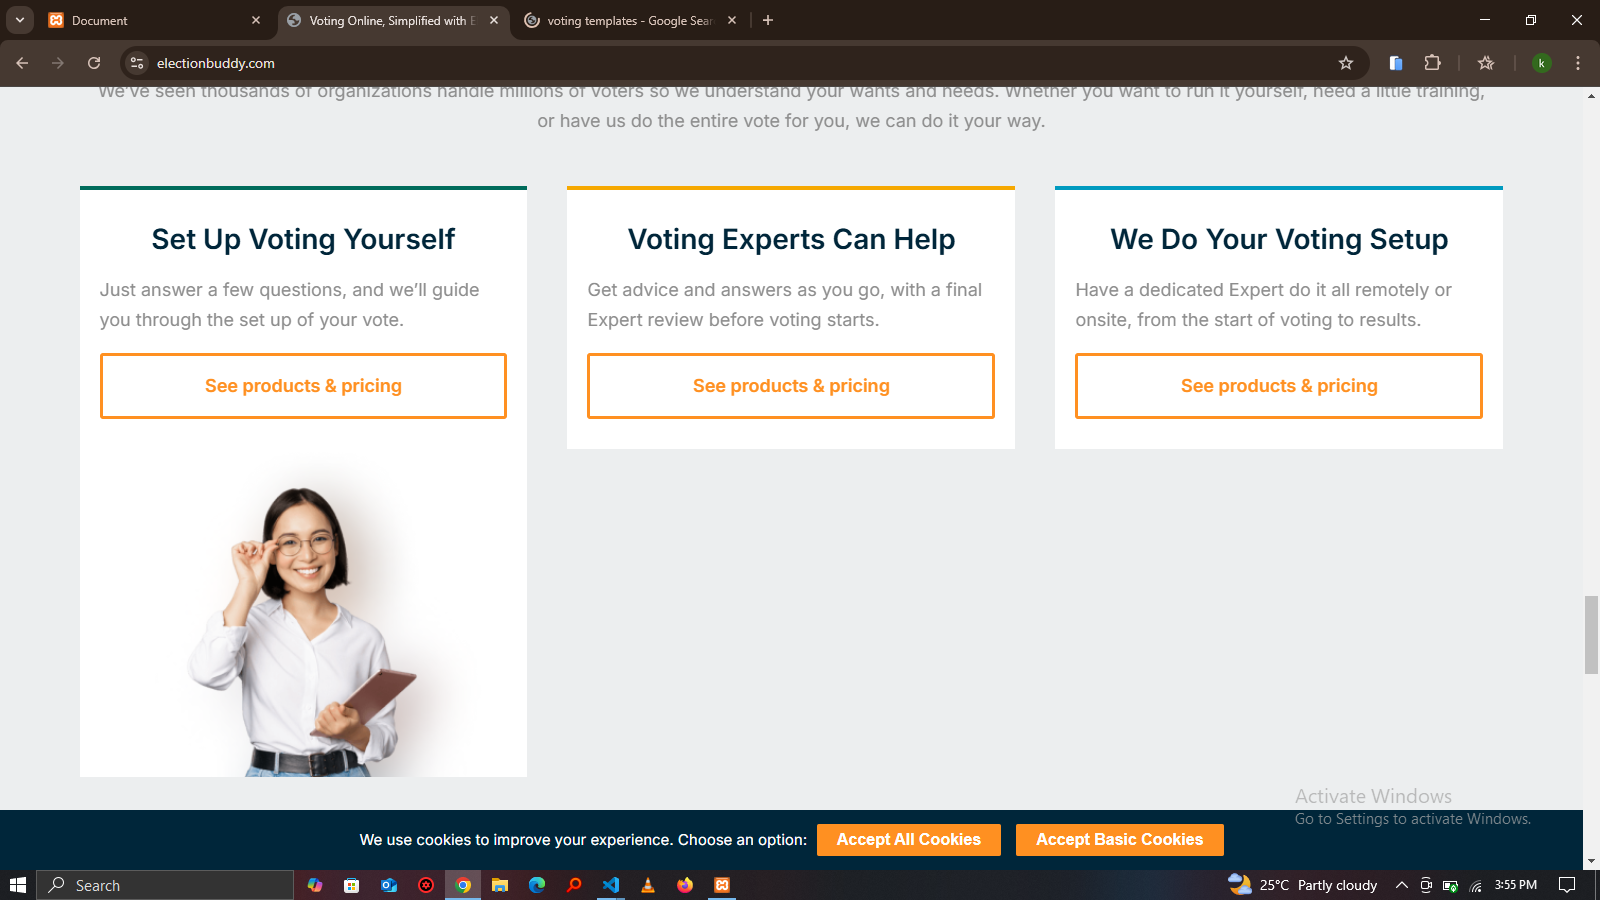 Document
Voting Online, Simplified with E
voting templates - Google Sear
electionbuddy.com
k
We've seen thousands of organizations handle millions of voters so we understand your wants and needs. Whether you want to run it yourself, need a little training,
or have us do the entire vote for you, we can do it your way.
Set Up Voting Yourself
Just answer a few questions, and we'll guide
you through the set up of your vote.
See products & pricing
Voting Experts Can Help
Get advice and answers as you go, with a final
Expert review before voting starts.
See products & pricing
We Do Your Voting Setup
Have a dedicated Expert do it all remotely or
onsite, from the start of voting to results.
See products & pricing
Activate Windows
Go to Settings to activate Windows.
We use cookies to improve your experience. Choose an option:
Accept All Cookies
Accept Basic Cookies
Search
25°C Partly cloudy
3:55 PM